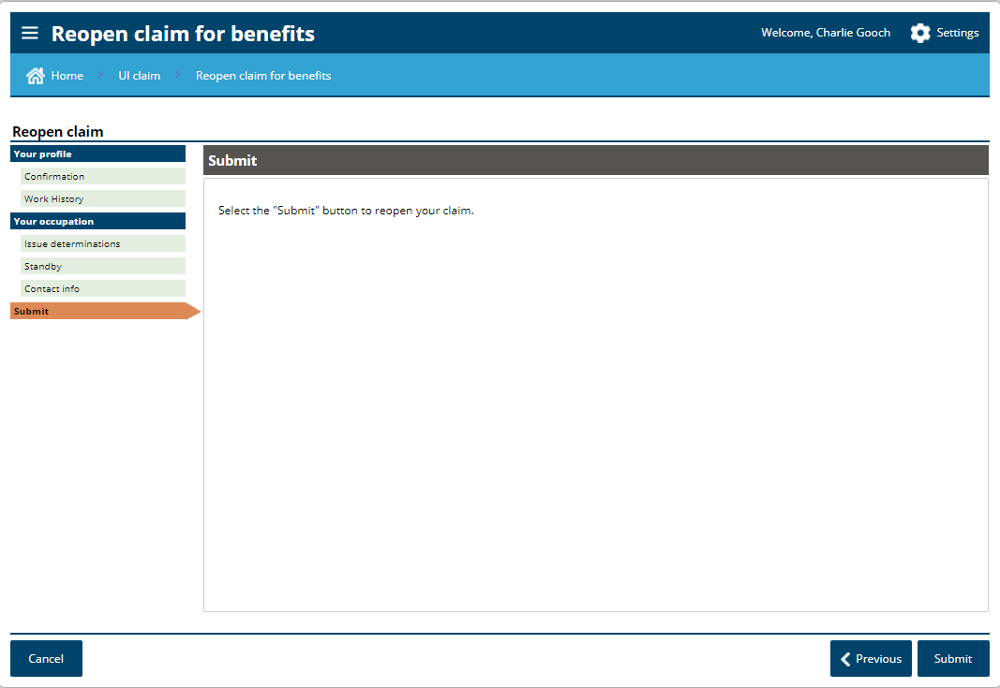 Reopen claim for benefits
Welcome, Charlie Gooch
Settings
Home
UI claim
Reopen claim for benefits
Reopen claim
Your profile
Confirmation
Work History
Your occupation
Issue determinations
Standby
Contact info
Submit
Submit
Select the "Submit" button to reopen your claim.
Cancel
Previous
Submit